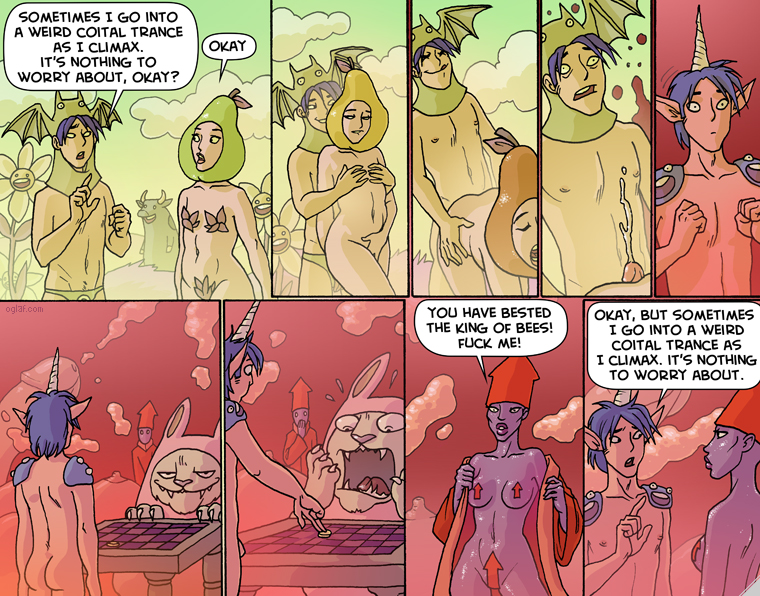 SOMETIMES I GO INTO
A WEIRD COITAL TRANCE
AS I CLIMAX.
IT'S NOTHING TO
WORRY ABOUT, OKAY?
OKAY
oglaf.com
YOU HAVE BESTED
THE KING OF BEES!
FUCK ME!
OKAY, BUT SOMETIMES
I GO INTO A WEIRD
COITAL TRANCE AS
I CLIMAX. IT'S NOTHING
TO WORRY ABOUT.